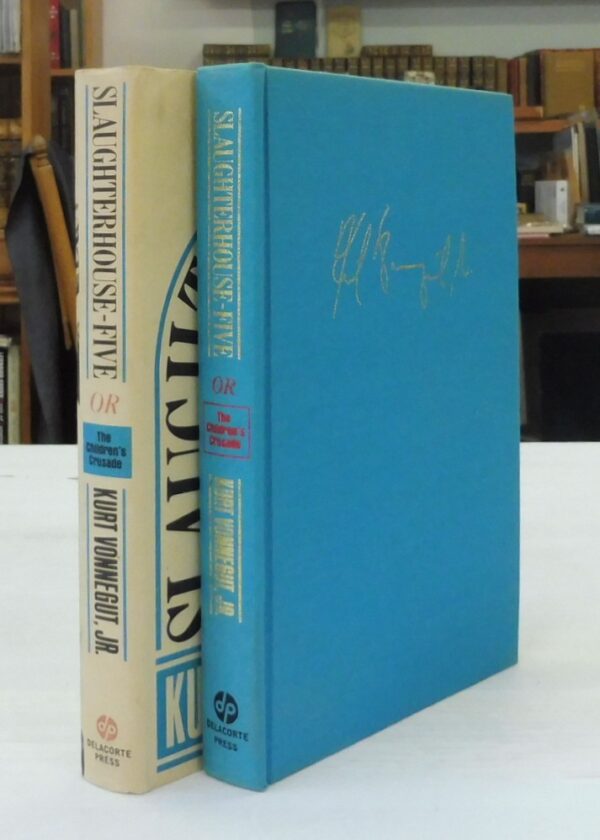 SLAUGHTERHOUSE-FIVE
OR
The
Children's
Crusade
KURT VONNEGUT, JR.
dp
DELACORTE
PRESS
KU
SLAUGHTERHOUSE-FIVE
OR
The
Children's
Crusade
KURT VONNEGUT, JR.
dp
DELACORTE
PRESS